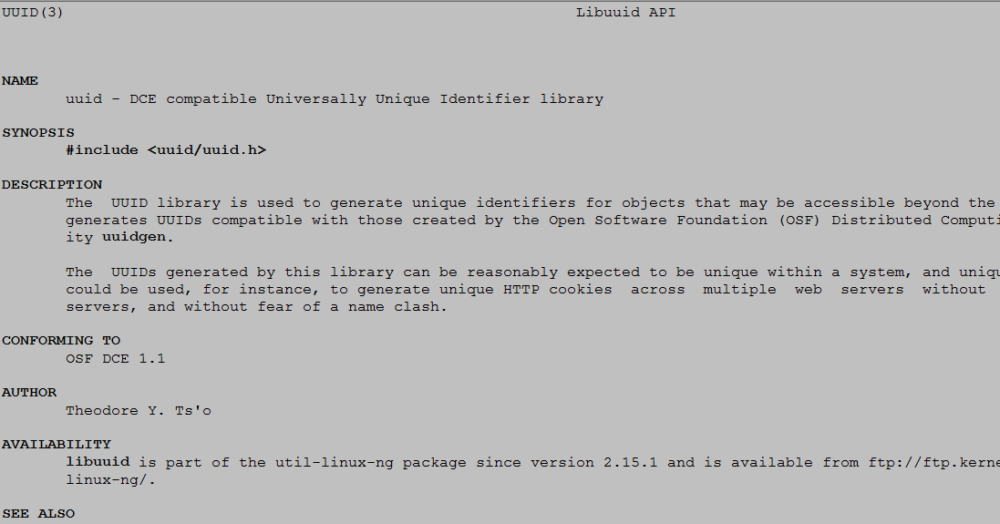 UUID(3) Libuuid API
NAME
uuid - DCE compatible Universally Unique Identifier library
SYNOPSIS
#include <uuid/uuid.h>
DESCRIPTION
The UUID library is used to generate unique identifiers for objects that may be accessible beyond the
generates UUIDs compatible with those created by the Open Software Foundation (OSF) Distributed Computi
ity uuidgen.
The UUIDs generated by this library can be reasonably expected to be unique within a system, and uniqu
could be used, for instance, to generate unique HTTP cookies across multiple web servers without
servers, and without fear of a name clash.
CONFORMING TO
OSF DCE 1.1
AUTHOR
Theodore Y. Ts'o
AVAILABILITY
libuuid is part of the util-linux-ng package since version 2.15.1 and is available from ftp://ftp.kerne
linux-ng/.
SEE ALSO